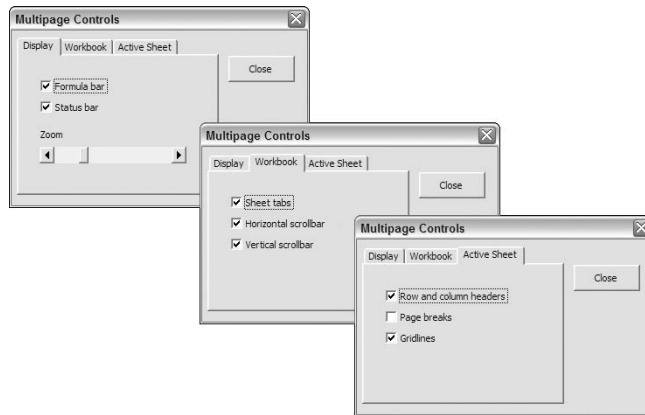 Multipage Controls
Display Workbook Active Sheet
Close
Formula bar
Status bar
Zoom
Multipage Controls
Display Workbook Active Sheet
Close
Sheet tabs
Horizontal scrollbar
Vertical scrollbar
Multipage Controls
Display Workbook Active Sheet
Close
Row and column headers
Page breaks
Gridlines